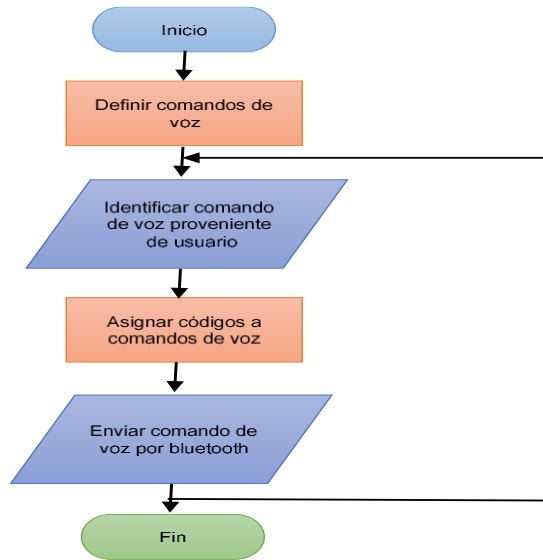 Inicio
Definir comandos de
voz
Identificar comando
de voz proveniente
de usuario
Asignar códigos a
comandos de voz
Enviar comando de
voz por bluetooth
Fin